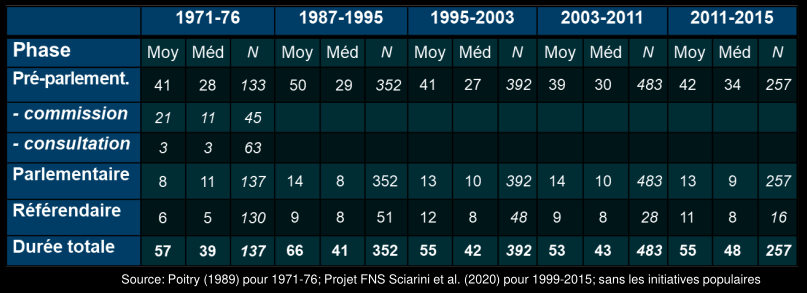 1971-76 1987-1995 1995-2003 2003-2011 2011-2015
Phase Moy Méd N Moy Méd N Moy Méd N Moy Méd N Moy Méd N
Pré-parlement. 41 28 133 50 29 352 41 27 392 39 30 483 42 34 257
- commission 21 11 45
- consultation 3 3 63
Parlementaire 8 11 137 14 8 352 13 10 392 14 10 483 13 9 257
Référendaire 6 5 130 9 8 51 12 8 48 9 8 28 11 8 16
Durée totale 57 39 137 66 41 352 55 42 392 53 43 483 55 48 257
Source: Poitry (1989) pour 1971-76; Projet FNS Sciarini et al. (2020) pour 1999-2015; sans les initiatives populaires